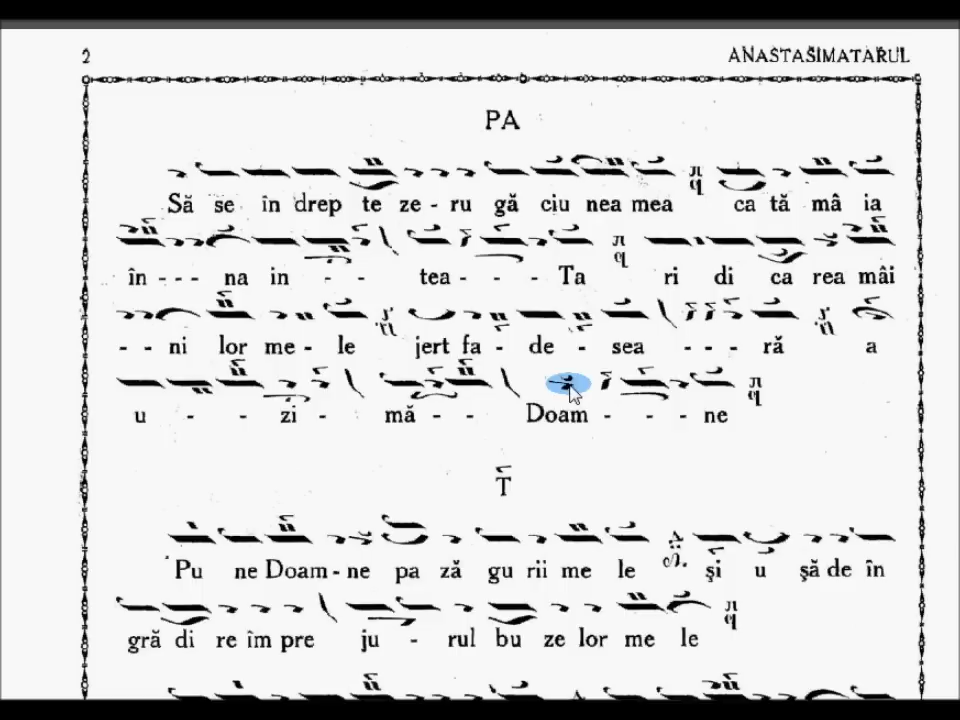 2 ANASTASIMATARUL
PA
Să se în drep te ze - ru gă ciu nea mea ca tă mâ ia
în - - - na in - - tea - - - Ta ri di ca rea mâi
- - ni lor me - le jert fa - de - sea - - - ră a
u - - zi - mă - - Doam - - - ne
T
Pu ne Doam - ne pa ză gu rii me le şi u şă de în
gră di re îm pre ju - rul bu ze lor me le